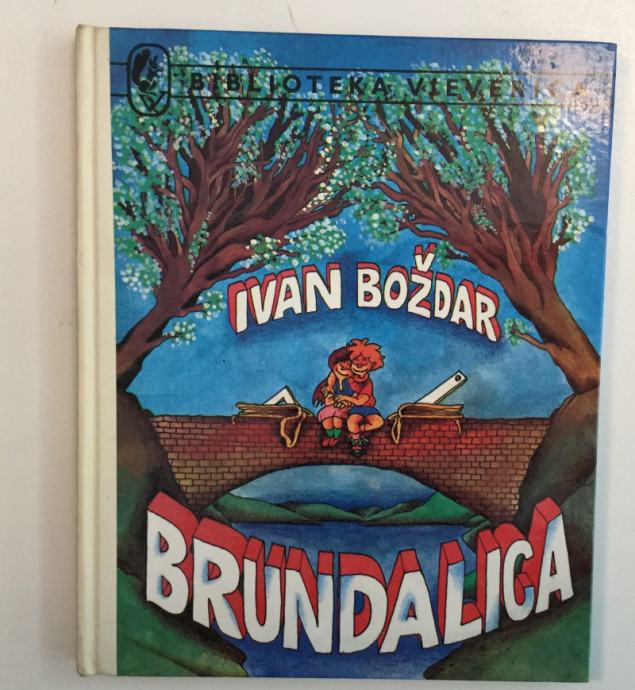 BIBLIOTEKA VJEVERICA
IVAN BOŽDAR
BRUNDALICA